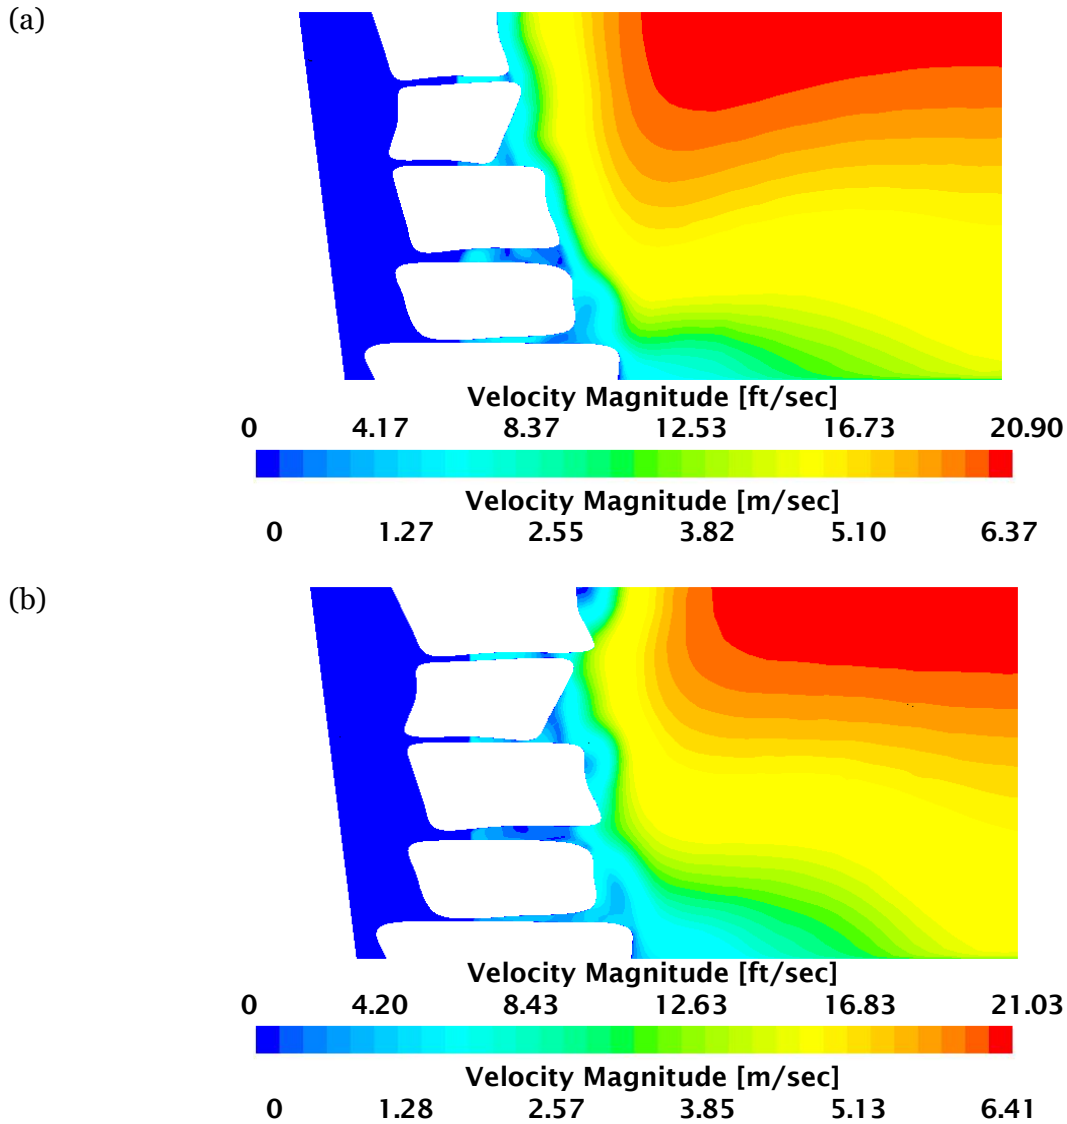 (a)
Velocity Magnitude [ft/sec]
0 4.17 8.37 12.53 16.73 20.90
Velocity Magnitude [m/sec]
0 1.27 2.55 3.82 5.10 6.37
(b)
Velocity Magnitude [ft/sec]
0 4.20 8.43 12.63 16.83 21.03
Velocity Magnitude [m/sec]
0 1.28 2.57 3.85 5.13 6.41